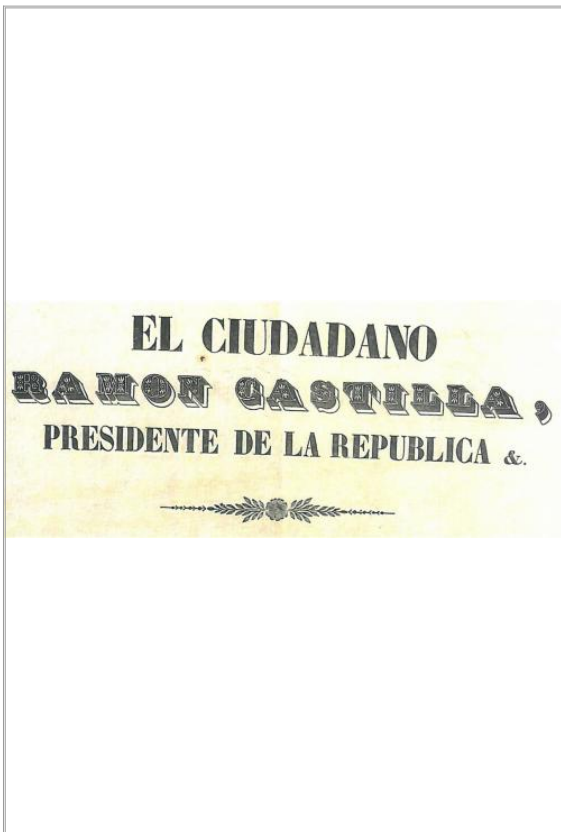 EL CIUDADANO
RAMON CASTILLA,
PRESIDENTE DE LA REPUBLICA &.